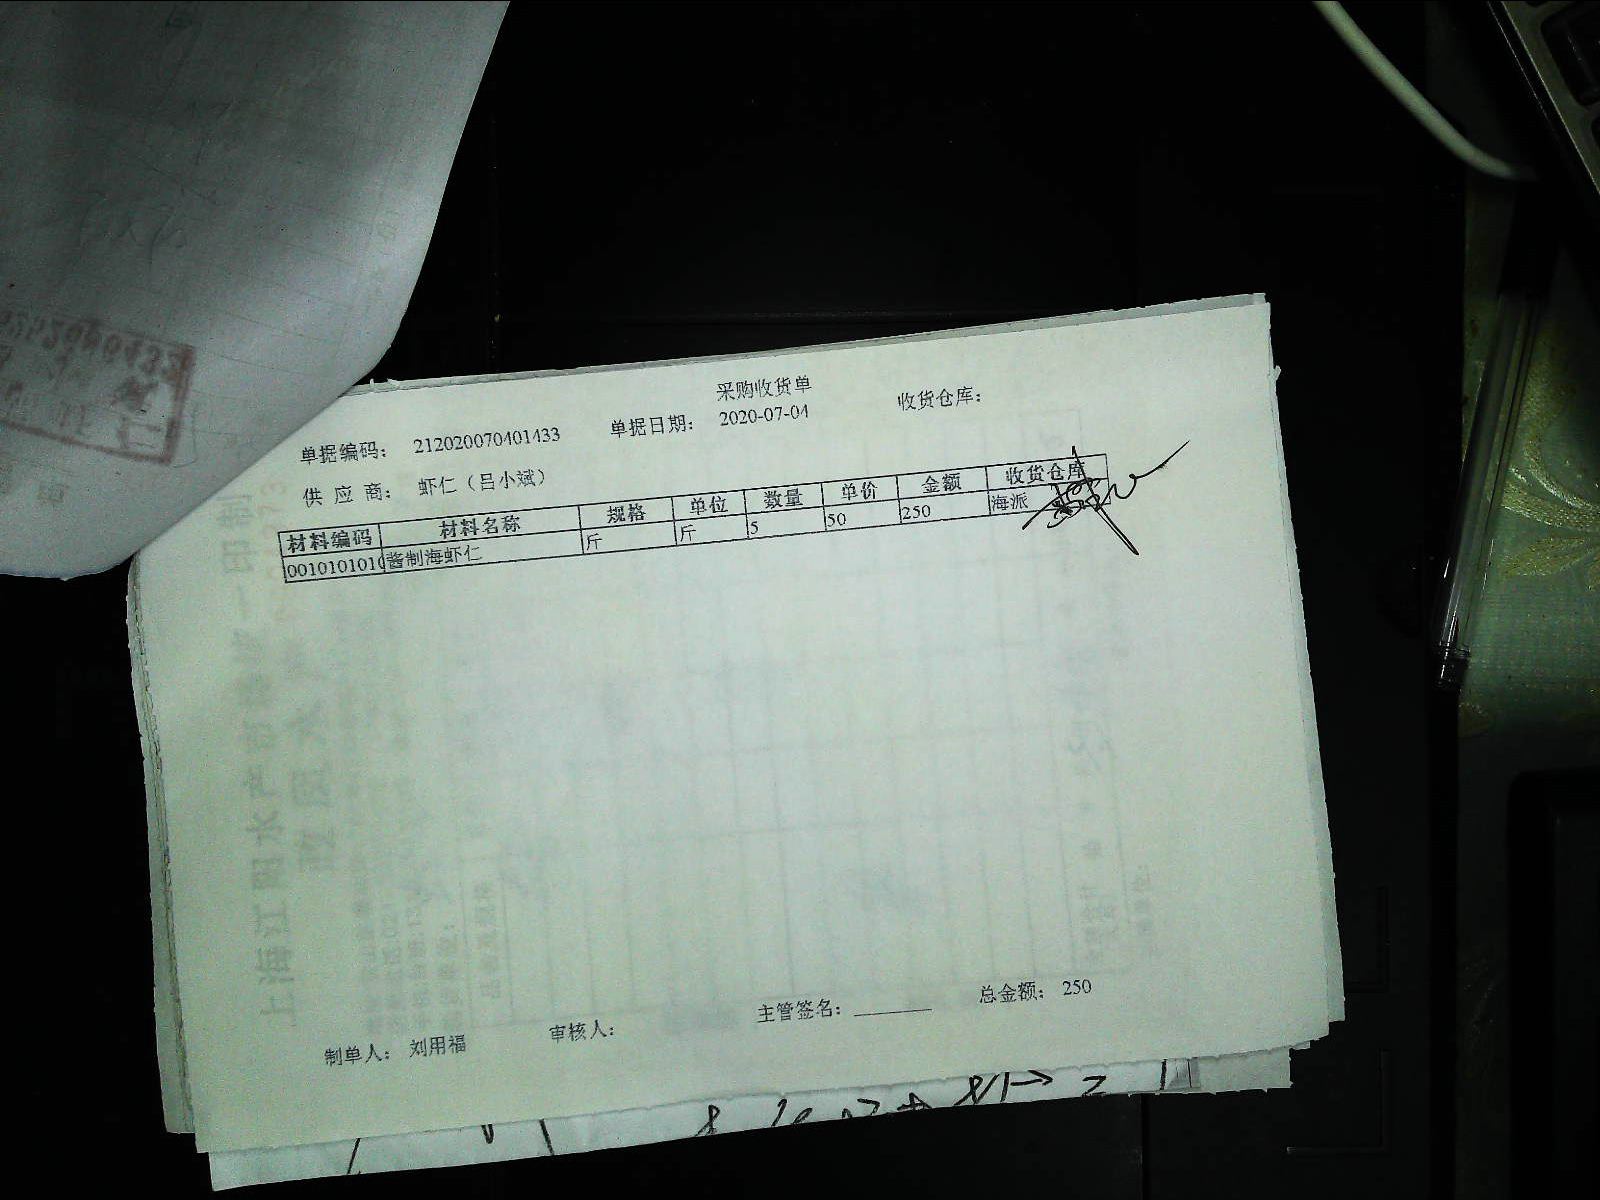 采购收货单
单据编码： 212020070401433 单据日期： 2020-07-04 收货仓库：
供 应 商： 虾仁（吕小斌）
材料编码 材料名称 规格 单位 数量 单价 金额 收货仓库
0010101010 酱制海虾仁 斤 斤 5 50 250 海派
制单人： 刘用福 审核人： 主管签名： ________ 总金额： 250